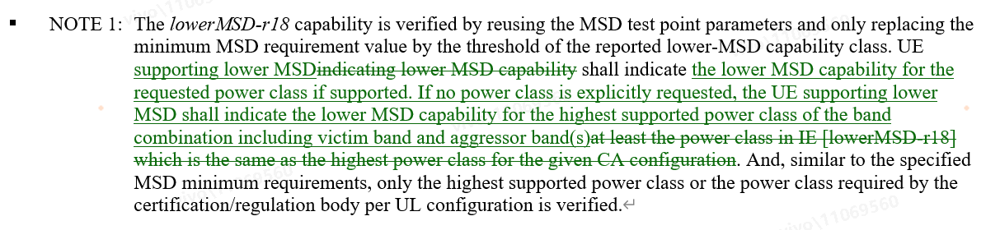 ▪ NOTE 1: The lowerMSD-r18 capability is verified by reusing the MSD test point parameters and only replacing the
minimum MSD requirement value by the threshold of the reported lower-MSD capability class. UE
supporting lower MSDindicating lower MSD capability shall indicate the lower MSD capability for the
requested power class if supported. If no power class is explicitly requested, the UE supporting lower
MSD shall indicate the lower MSD capability for the highest supported power class of the band
combination including victim band and aggressor band(s)at least the power class in IE [lowerMSD-r18]
which is the same as the highest power class for the given CA configuration. And, similar to the specified
MSD minimum requirements, only the highest supported power class or the power class required by the
certification/regulation body per UL configuration is verified.↵
vivo\11069560